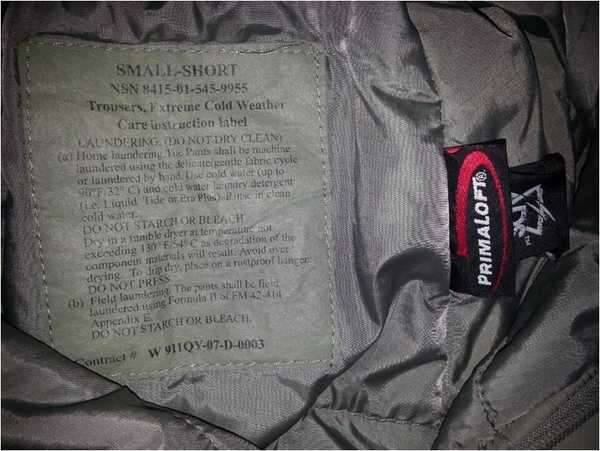 SMALL-SHORT
NSN 8415-01-545-9955
Trousers, Extreme Cold Weather
Care instruction label
LAUNDERING: (DO NOT DRY CLEAN)
(a) Home laundering. The Pants shall be machine
laundered using the delicate/gentle fabric cycle
or laundered by hand. Use cold water (up to
90°F/32° C) and cold water laundry detergent
(i.e. Liquid Tide or Era Plus). Rinse in clean
cold water.
DO NOT STARCH OR BLEACH
Dry in a tumble dryer at temperature not
exceeding 130°F/54°C as degradation of the
component materials will result. Avoid over
drying. To drip dry, place on a rustproof hanger.
DO NOT PRESS
(b) Field laundering. The pants shall be field
laundered using Formula II of FM 42-414
Appendix E.
DO NOT STARCH OR BLEACH.
Contract # W 911QY-07-D-0003
PRIMALOFT®